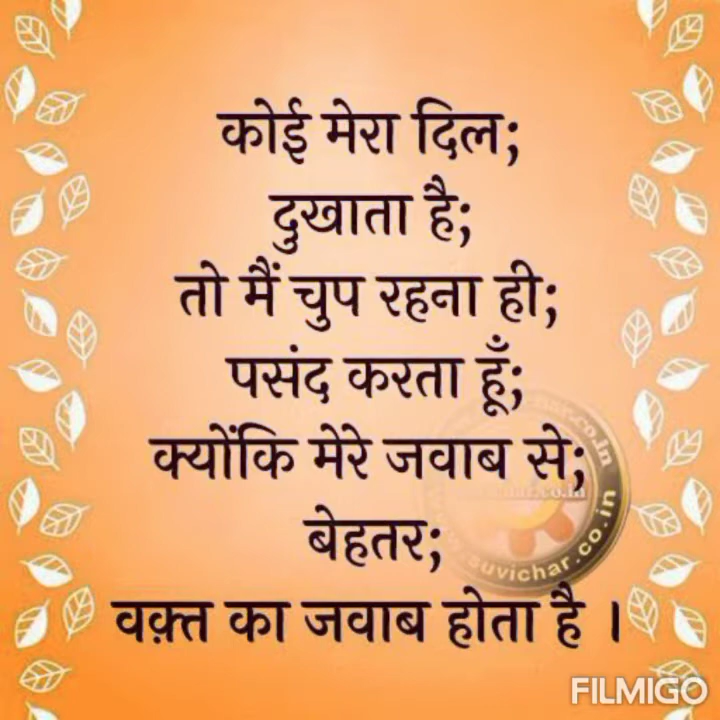 कोई मेरा दिल;
दुखाता है;
तो मैं चुप रहना ही;
पसंद करता हूँ;
क्योंकि मेरे जवाब से;
बेहतर;
वक़्त का जवाब होता है ।
suvichar.co.in
FILMIGO